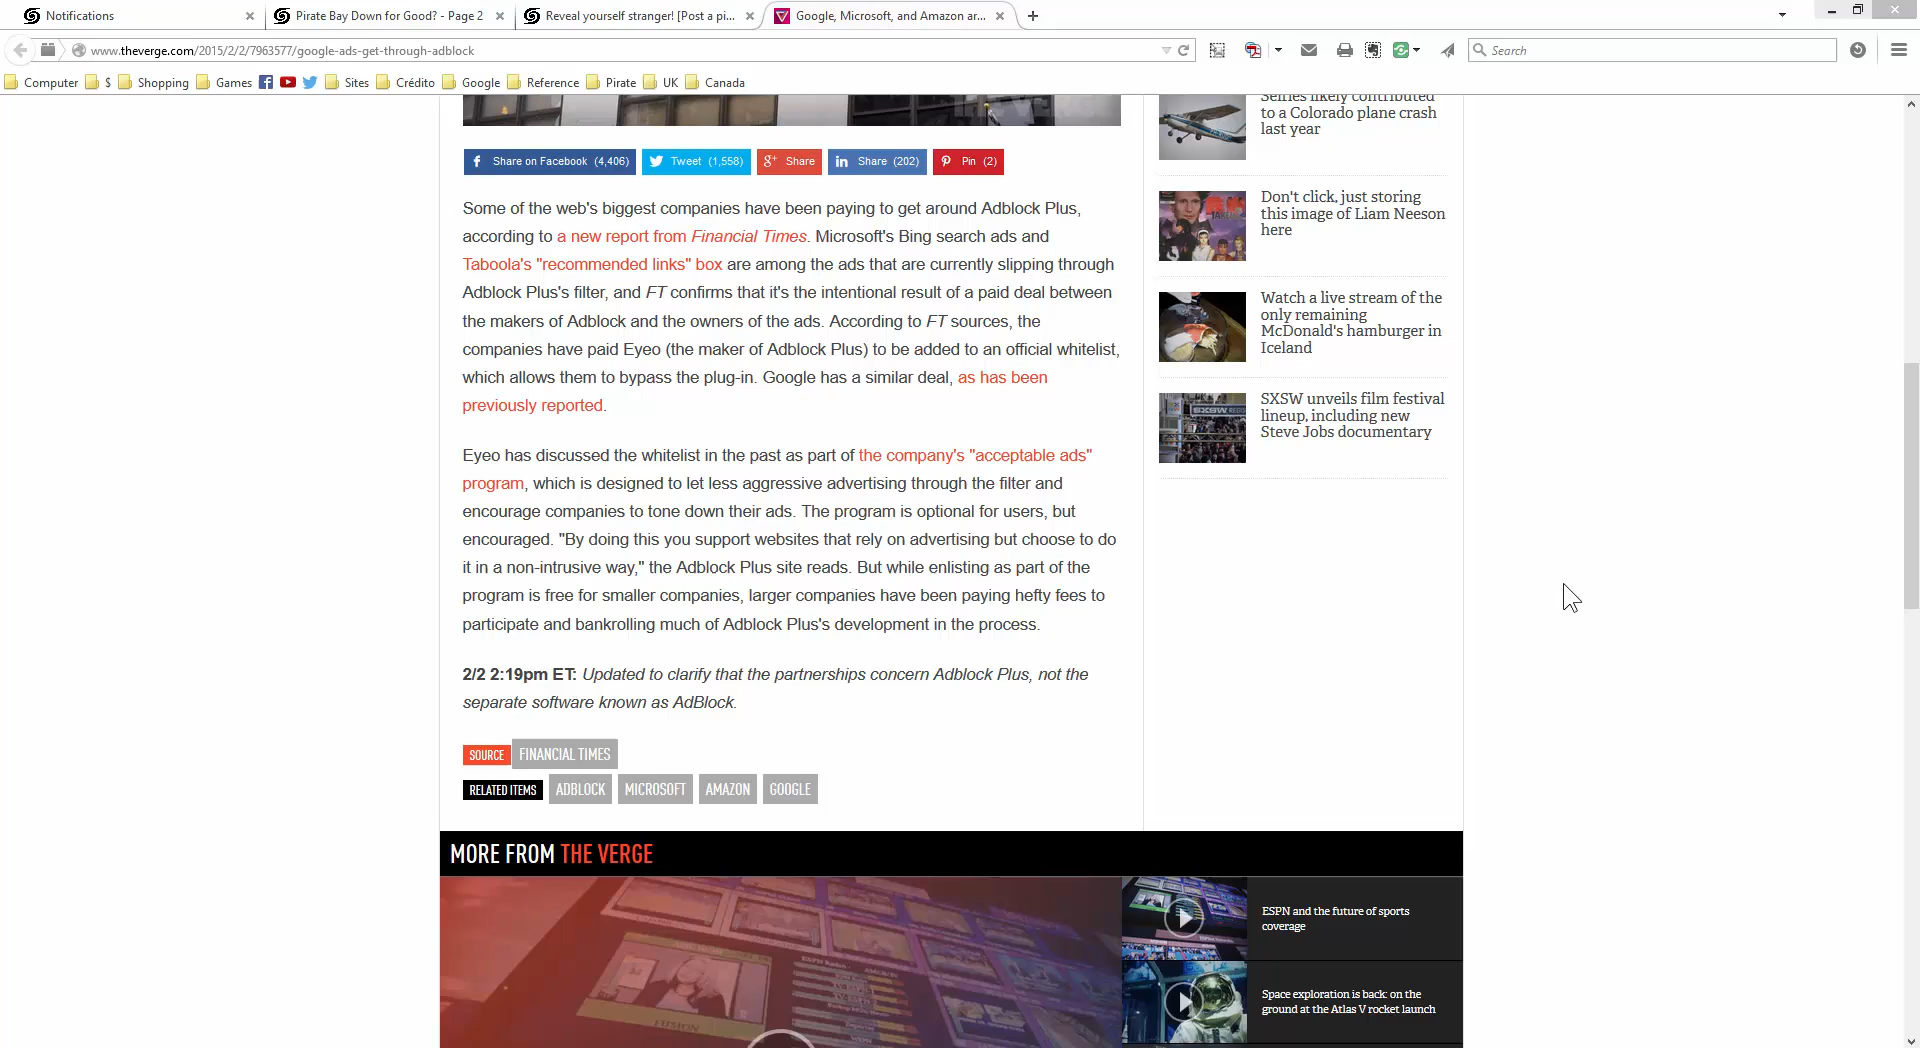 Notifications
Pirate Bay Down for Good? - Page 2
Reveal yourself stranger! [Post a pi...
Google, Microsoft, and Amazon ar...
www.theverge.com/2015/2/2/7963577/google-ads-get-through-adblock
Search
Computer
$
Shopping
Games
Sites
Crédito
Google
Reference
Pirate
UK
Canada
Selfies likely contributed
to a Colorado plane crash
last year
Share on Facebook (4,406)
Tweet (1,558)
Share
Share (202)
Pin (2)
Some of the web's biggest companies have been paying to get around Adblock Plus,
according to a new report from Financial Times. Microsoft's Bing search ads and
Taboola's "recommended links" box are among the ads that are currently slipping through
Adblock Plus's filter, and FT confirms that it's the intentional result of a paid deal between
the makers of Adblock and the owners of the ads. According to FT sources, the
companies have paid Eyeo (the maker of Adblock Plus) to be added to an official whitelist,
which allows them to bypass the plug-in. Google has a similar deal, as has been
previously reported.
Don't click, just storing
this image of Liam Neeson
here
Watch a live stream of the
only remaining
McDonald's hamburger in
Iceland
SXSW unveils film festival
lineup, including new
Steve Jobs documentary
Eyeo has discussed the whitelist in the past as part of the company's "acceptable ads"
program, which is designed to let less aggressive advertising through the filter and
encourage companies to tone down their ads. The program is optional for users, but
encouraged. "By doing this you support websites that rely on advertising but choose to do
it in a non-intrusive way," the Adblock Plus site reads. But while enlisting as part of the
program is free for smaller companies, larger companies have been paying hefty fees to
participate and bankrolling much of Adblock Plus's development in the process.
2/2 2:19pm ET: Updated to clarify that the partnerships concern Adblock Plus, not the
separate software known as AdBlock.
SOURCE FINANCIAL TIMES
RELATED ITEMS ADBLOCK MICROSOFT AMAZON GOOGLE
MORE FROM THE VERGE
ESPN and the future of sports
coverage
Space exploration is back: on the
ground at the Atlas V rocket launch
FUSION